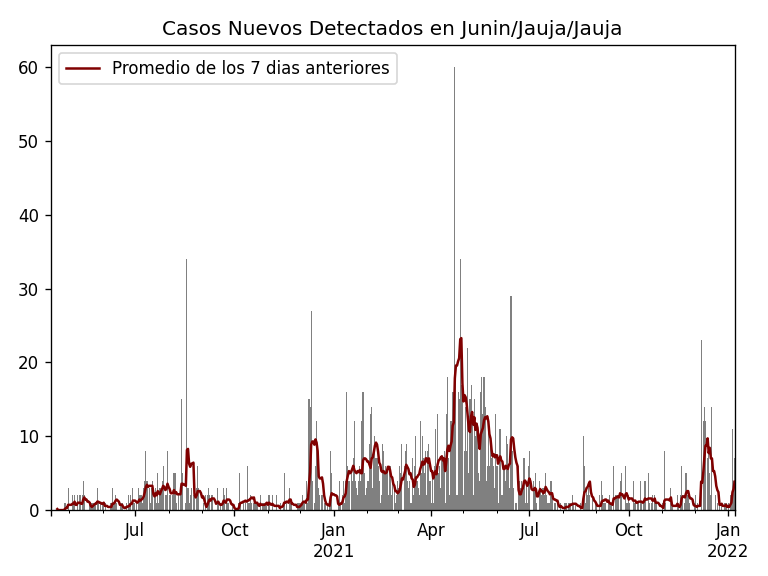 Casos Nuevos Detectados en Junin/Jauja/Jauja
Promedio de los 7 dias anteriores
60
50
40
30
20
10
0
Jul Oct Jan Apr Jul Oct Jan
2021 2022